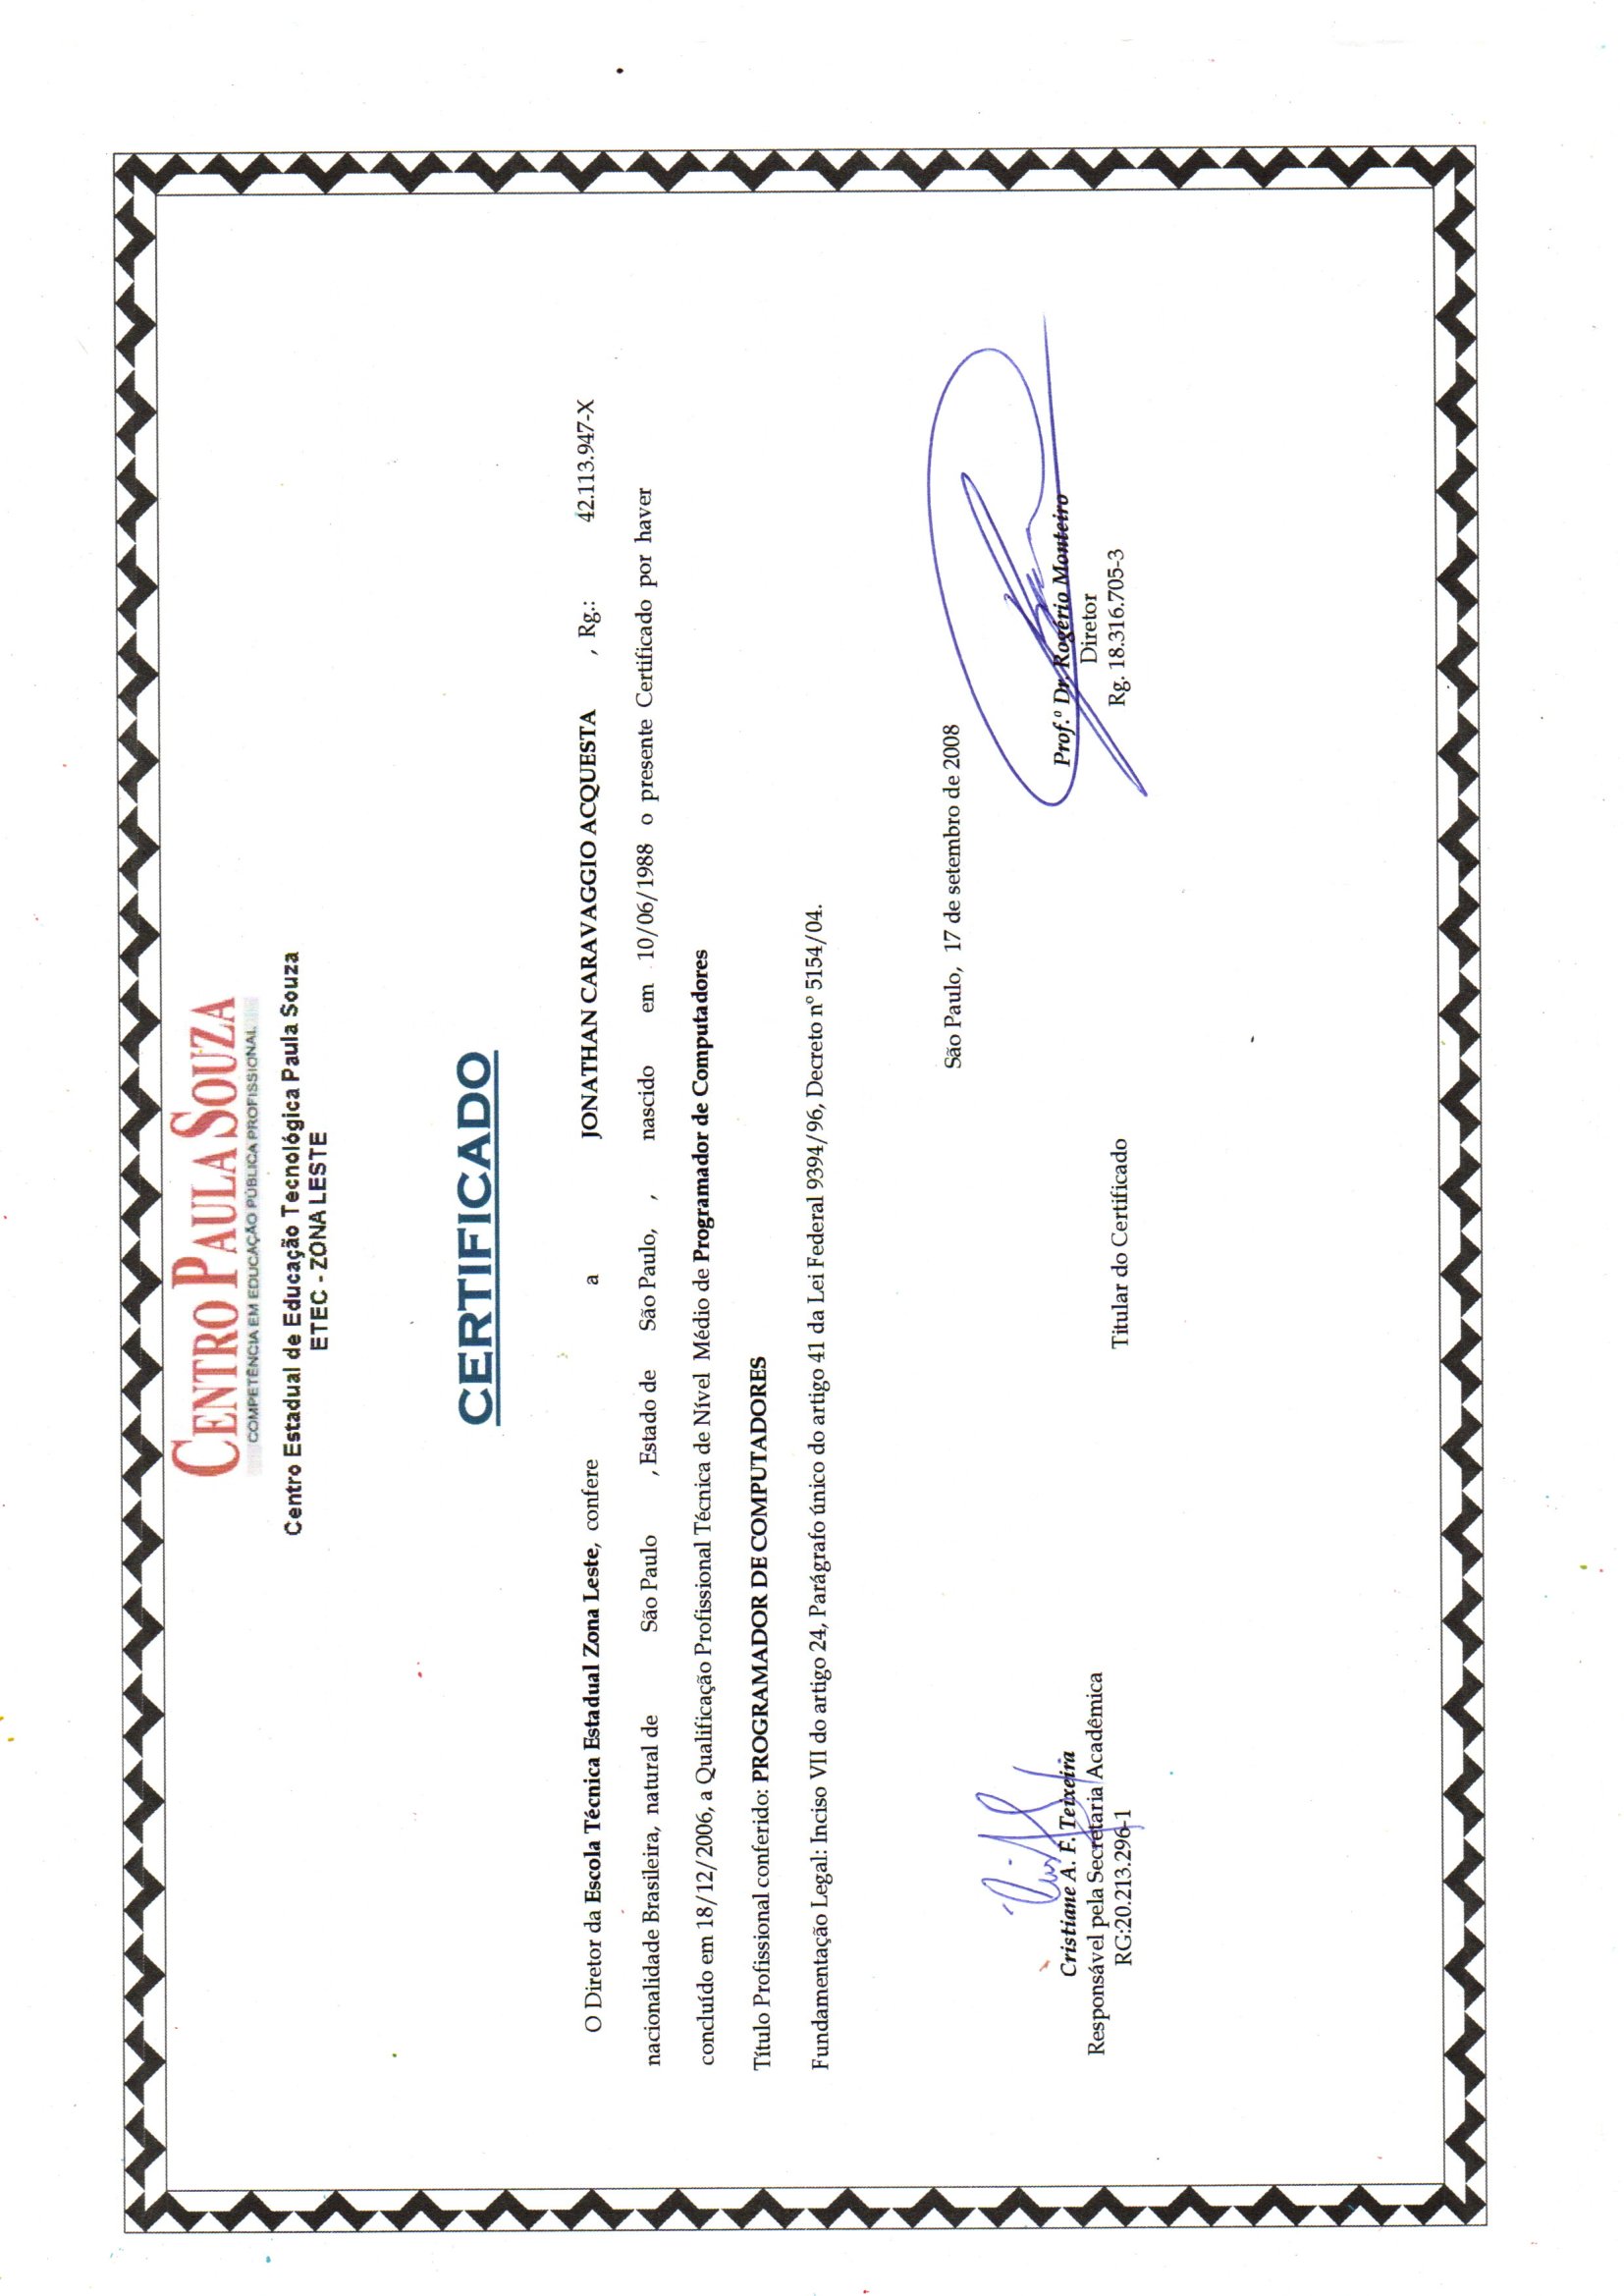 CENTRO PAULA SOUZA
COMPETÊNCIA EM EDUCAÇÃO PÚBLICA PROFISSIONAL
Centro Estadual de Educação Tecnológica Paula Souza
ETEC - ZONA LESTE
CERTIFICADO
O Diretor da Escola Técnica Estadual Zona Leste, confere a JONATHAN CARAVAGGIO ACQUESTA , Rg.: 42.113.947-X
nacionalidade Brasileira, natural de São Paulo , Estado de São Paulo, , nascido em 10/06/1988 o presente Certificado por haver
concluído em 18/12/2006, a Qualificação Profissional Técnica de Nível Médio de Programador de Computadores
Título Profissional conferido: PROGRAMADOR DE COMPUTADORES
Fundamentação Legal: Inciso VII do artigo 24, Parágrafo único do artigo 41 da Lei Federal 9394/96, Decreto nº 5154/04.
São Paulo, 17 de setembro de 2008
Cristiane A. F. Teixeira
Responsável pela Secretaria Acadêmica
RG:20.213.296-1
Titular do Certificado
Prof.º Dr. Rogério Monteiro
Diretor
Rg. 18.316.705-3